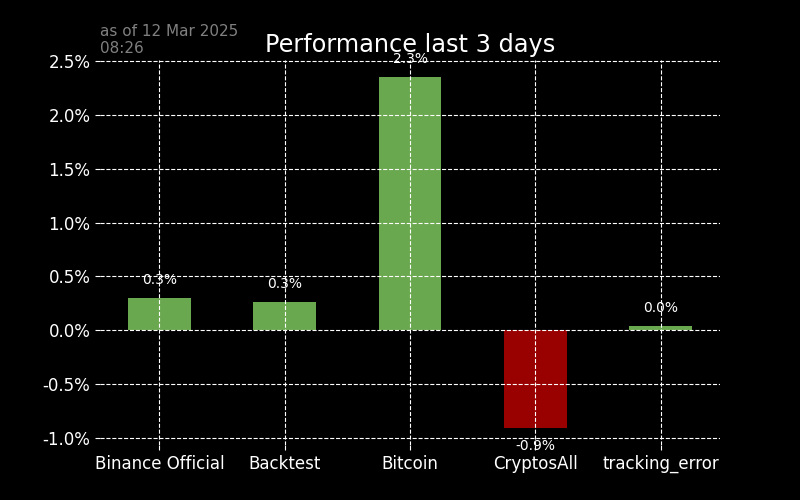 as of 12 Mar 2025
08:26
Performance last 3 days
2.5%
2.0%
1.5%
1.0%
0.5%
0.0%
-0.5%
-1.0%
0.3%
0.3%
2.3%
-0.9%
0.0%
Binance Official
Backtest
Bitcoin
CryptosAll
tracking_error